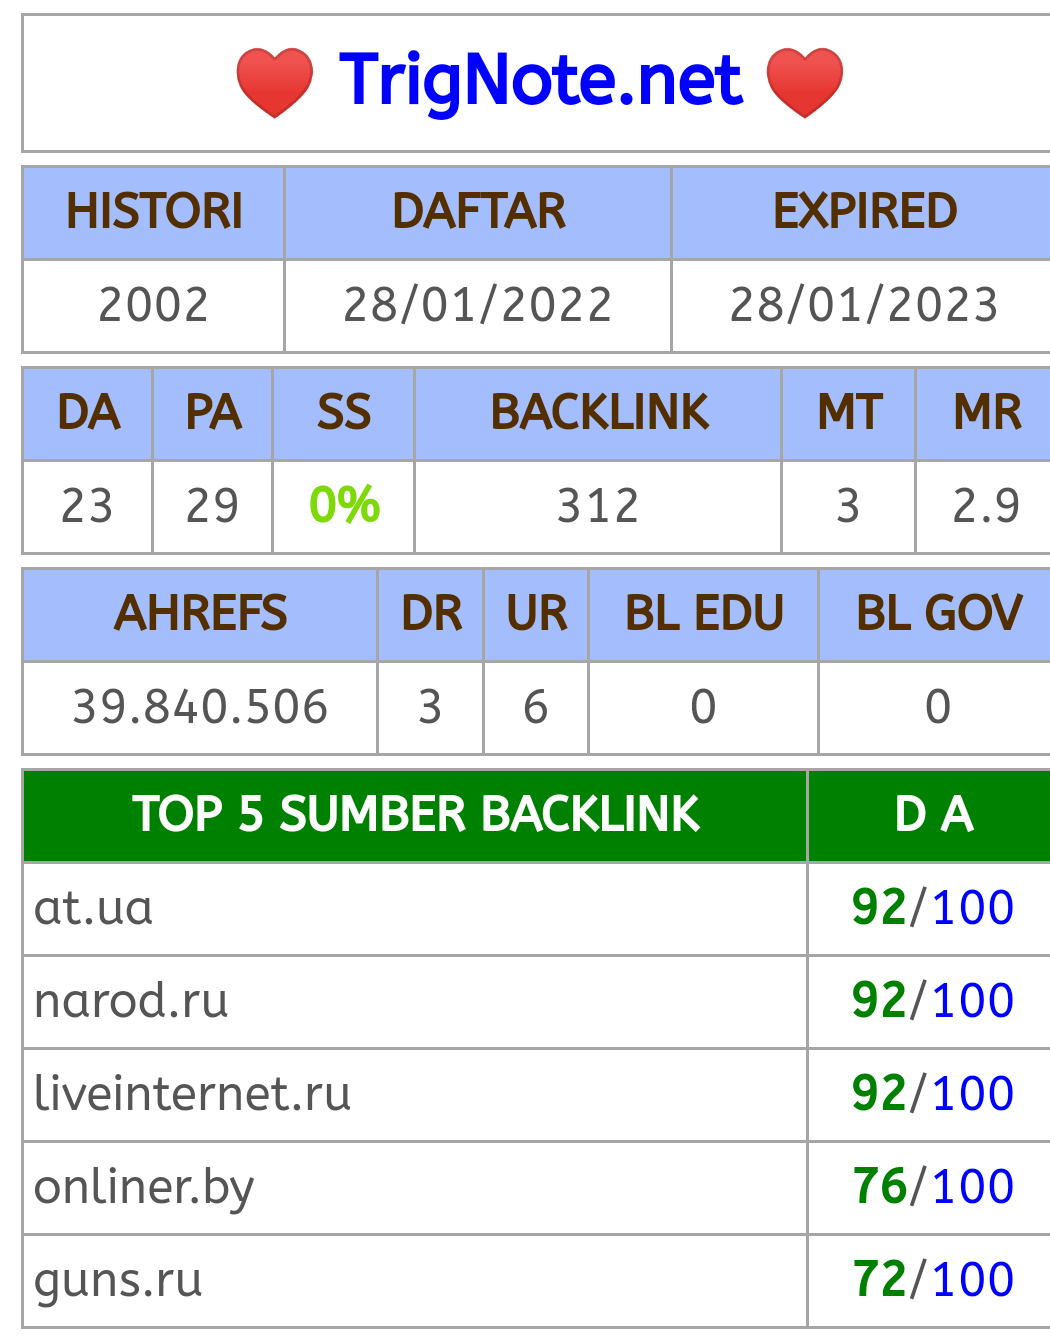 TrigNote.net
HISTORI DAFTAR EXPIRED
2002 28/01/2022 28/01/2023
DA PA SS BACKLINK MT MR
23 29 0% 312 3 2.9
AHREFS DR UR BL EDU BL GOV
39.840.506 3 6 0 0
TOP 5 SUMBER BACKLINK D A
at.ua 92/100
narod.ru 92/100
liveinternet.ru 92/100
onliner.by 76/100
guns.ru 72/100